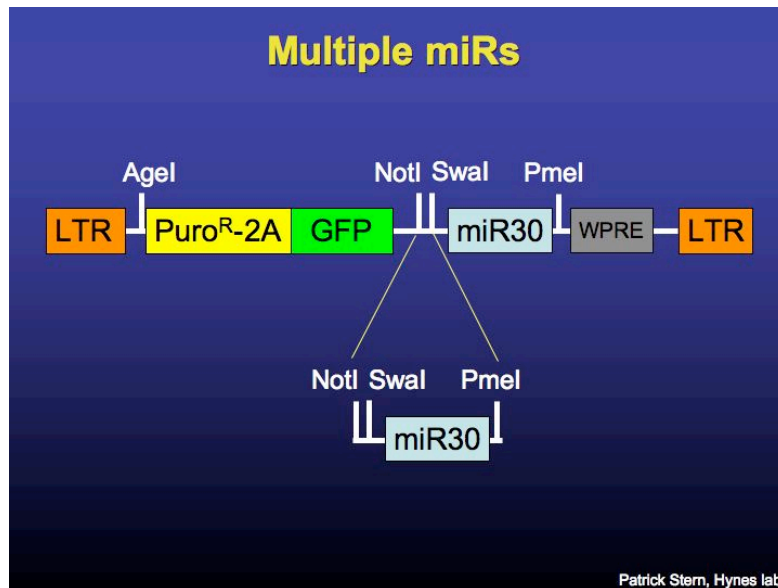 Multiple miRs
AgeI NotI SwaI PmeI
LTR Puroᴿ-2A GFP miR30 WPRE LTR
NotI SwaI PmeI
miR30
Patrick Stern, Hynes lab